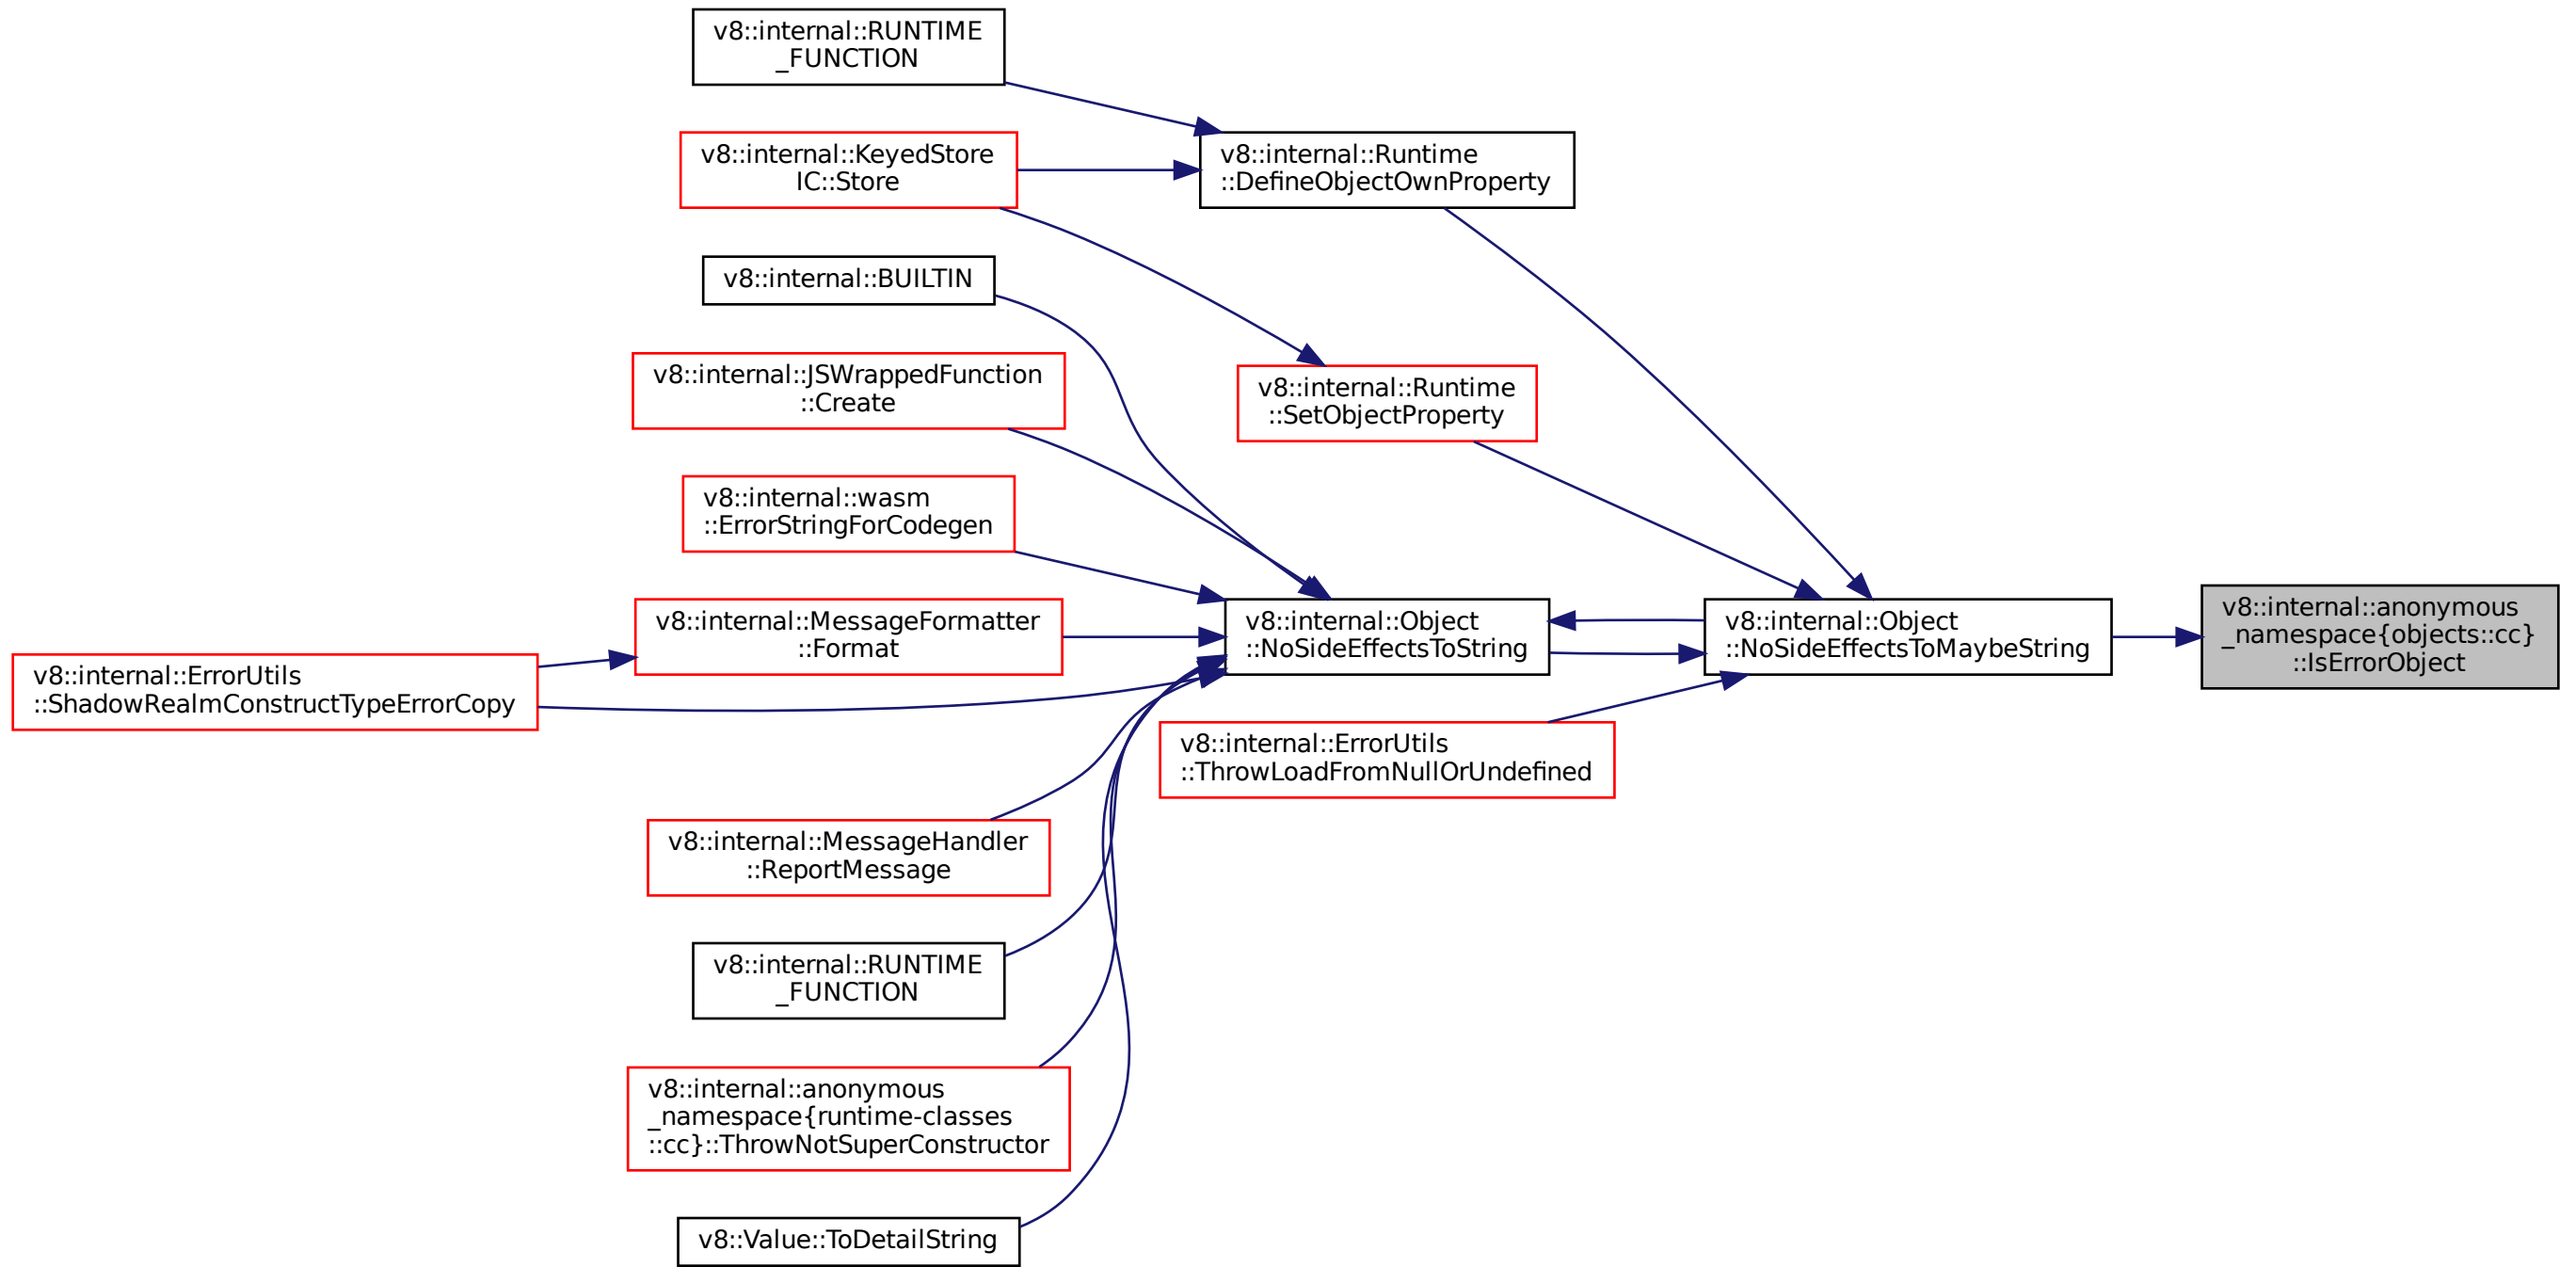 v8::internal::RUNTIME
_FUNCTION
v8::internal::KeyedStore
IC::Store
v8::internal::Runtime
::DefineObjectOwnProperty
v8::internal::BUILTIN
v8::internal::JSWrappedFunction
::Create
v8::internal::Runtime
::SetObjectProperty
v8::internal::wasm
::ErrorStringForCodegen
v8::internal::MessageFormatter
::Format
v8::internal::Object
::NoSideEffectsToString
v8::internal::Object
::NoSideEffectsToMaybeString
v8::internal::anonymous
_namespace{objects::cc}
::IsErrorObject
v8::internal::ErrorUtils
::ShadowRealmConstructTypeErrorCopy
v8::internal::ErrorUtils
::ThrowLoadFromNullOrUndefined
v8::internal::MessageHandler
::ReportMessage
v8::internal::RUNTIME
_FUNCTION
v8::internal::anonymous
_namespace{runtime-classes
::cc}::ThrowNotSuperConstructor
v8::Value::ToDetailString